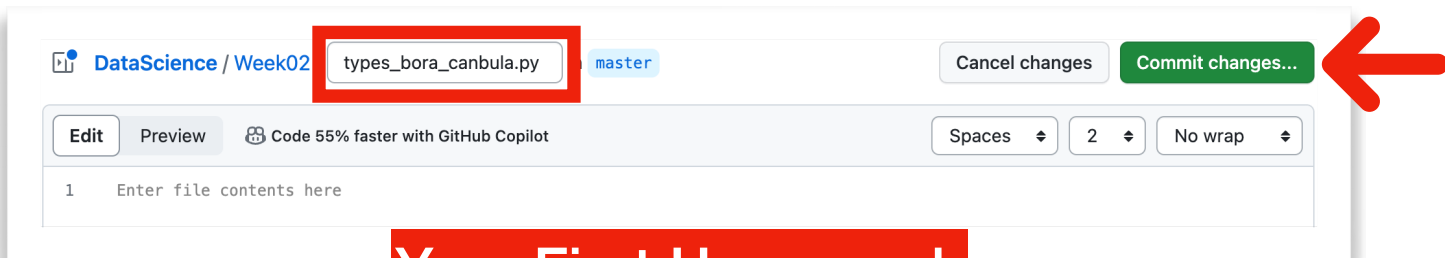 DataScience / Week02 types_bora_canbula.py master Cancel changes Commit changes...
Edit Preview Code 55% faster with GitHub Copilot Spaces 2 No wrap
1 Enter file contents here